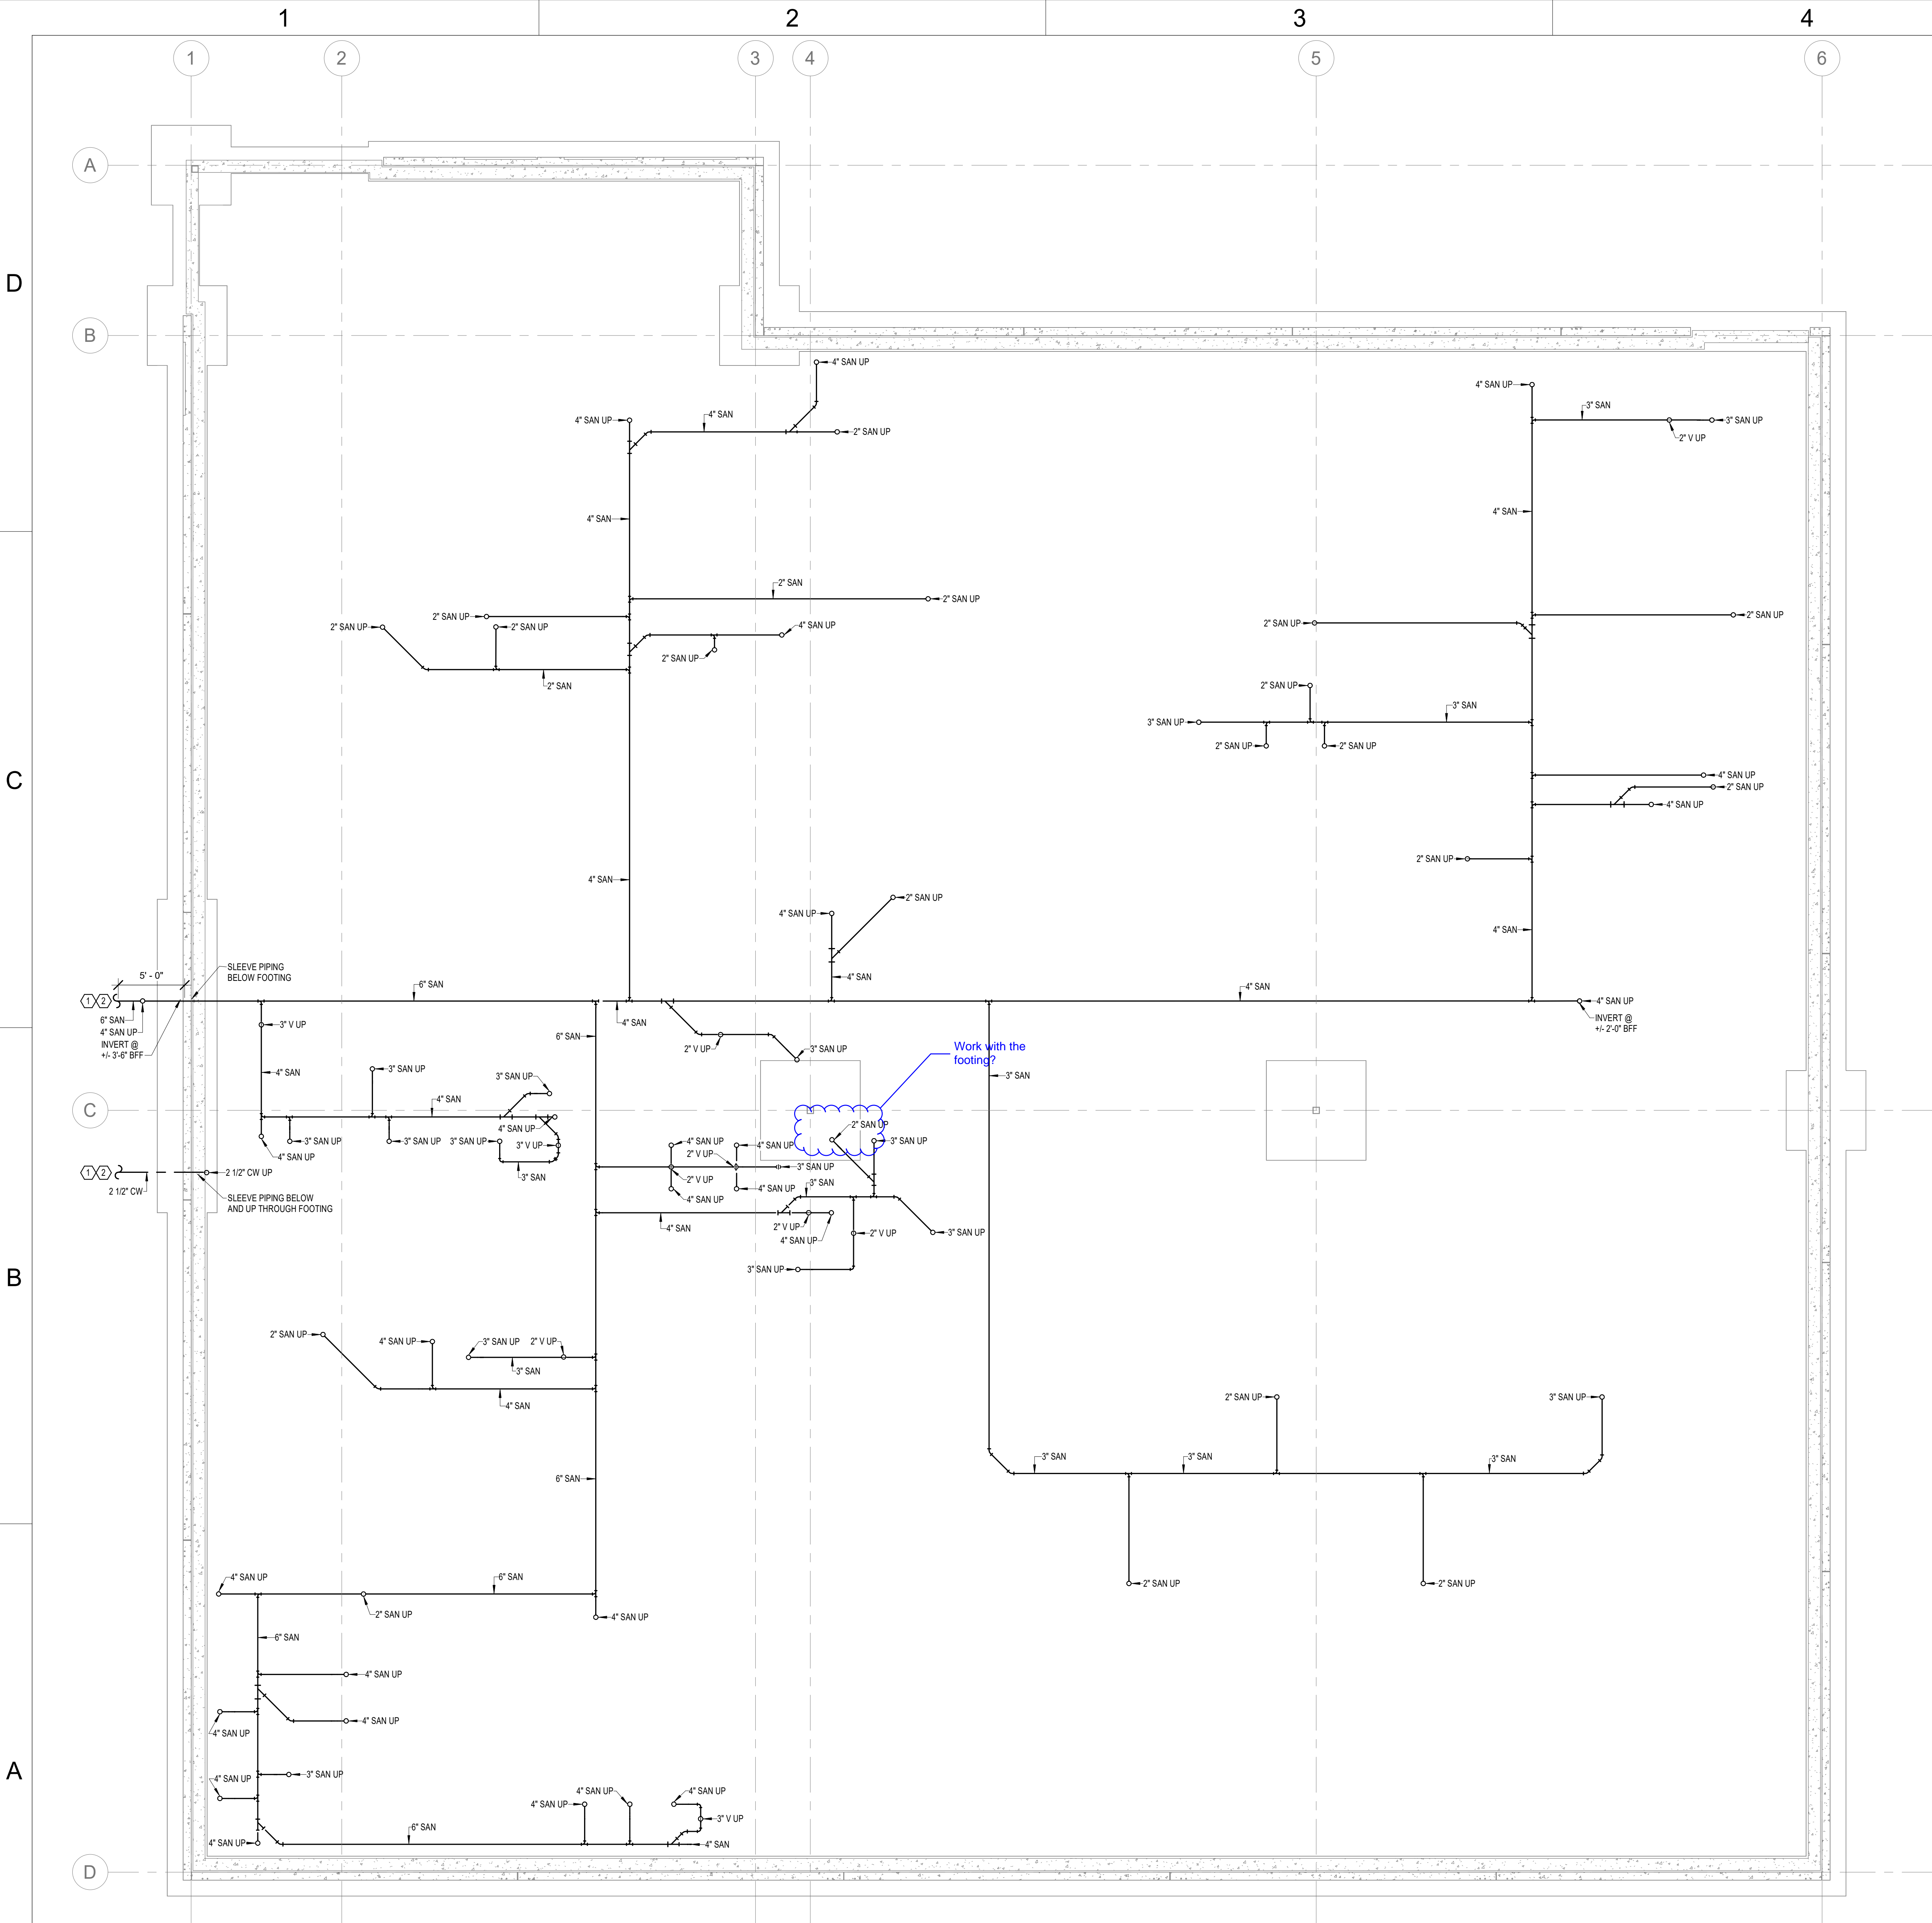 1
2
3
4
1
2
3
4
5
6
A
D
B
4" SAN UP
4" SAN UP
4" SAN
4" SAN UP
2" SAN UP
3" SAN
3" SAN UP
2" V UP
4" SAN
4" SAN
2" SAN
2" SAN UP
2" SAN UP
2" SAN UP
2" SAN UP
2" SAN UP
4" SAN UP
2" SAN UP
2" SAN
2" SAN UP
2" SAN UP
3" SAN
3" SAN UP
2" SAN UP
2" SAN UP
C
4" SAN UP
2" SAN UP
4" SAN UP
2" SAN UP
4" SAN
2" SAN UP
4" SAN UP
4" SAN
5' - 0"
SLEEVE PIPING
BELOW FOOTING
4" SAN
6" SAN
4" SAN
1
2
6" SAN
4" SAN UP
INVERT @
+/- 3'-6" BFF
4" SAN UP
INVERT @
+/- 2'-0" BFF
3" V UP
4" SAN
6" SAN
2" V UP
3" SAN UP
Work with the
footing?
4" SAN
3" SAN UP
3" SAN UP
3" SAN
4" SAN
C
4" SAN UP
3" SAN UP
3" SAN UP
3" SAN UP
3" V UP
4" SAN UP
3" SAN
2" SAN UP
3" SAN UP
4" SAN UP
4" SAN UP
2" V UP
3" SAN UP
2" V UP
4" SAN UP
4" SAN UP
3" SAN
1
2
2 1/2" CW
2 1/2" CW UP
SLEEVE PIPING BELOW
AND UP THROUGH FOOTING
4" SAN
2" V UP
4" SAN UP
2" V UP
3" SAN UP
3" SAN UP
B
2" SAN UP
4" SAN UP
3" SAN UP
2" V UP
3" SAN
4" SAN
2" SAN UP
3" SAN UP
6" SAN
3" SAN
3" SAN
3" SAN
4" SAN UP
6" SAN
2" SAN UP
2" SAN UP
2" SAN UP
4" SAN UP
6" SAN
4" SAN UP
4" SAN UP
4" SAN UP
A
3" SAN UP
4" SAN UP
4" SAN UP
4" SAN UP
4" SAN UP
3" V UP
6" SAN
4" SAN UP
4" SAN
D